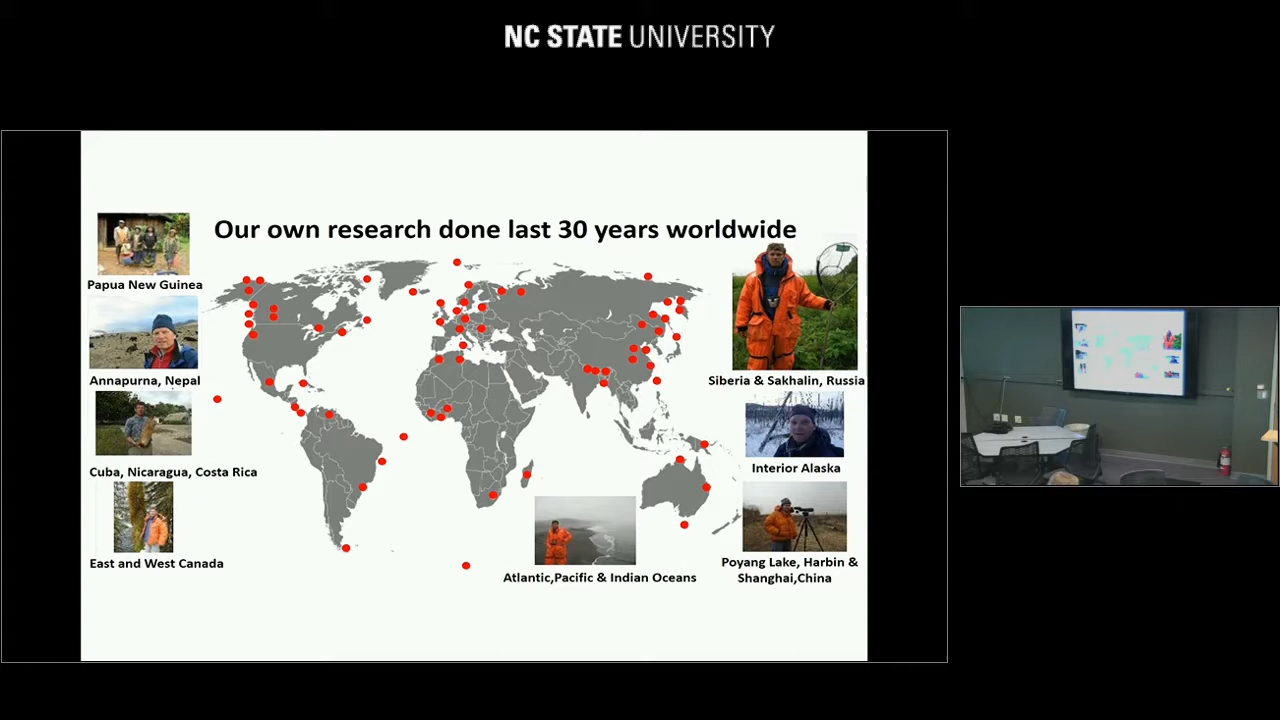 NC STATE UNIVERSITY
Our own research done last 30 years worldwide
Papua New Guinea
Annapurna, Nepal
Cuba, Nicaragua, Costa Rica
East and West Canada
Atlantic,Pacific & Indian Oceans
Siberia & Sakhalin, Russia
Interior Alaska
Poyang Lake, Harbin &
Shanghai,China